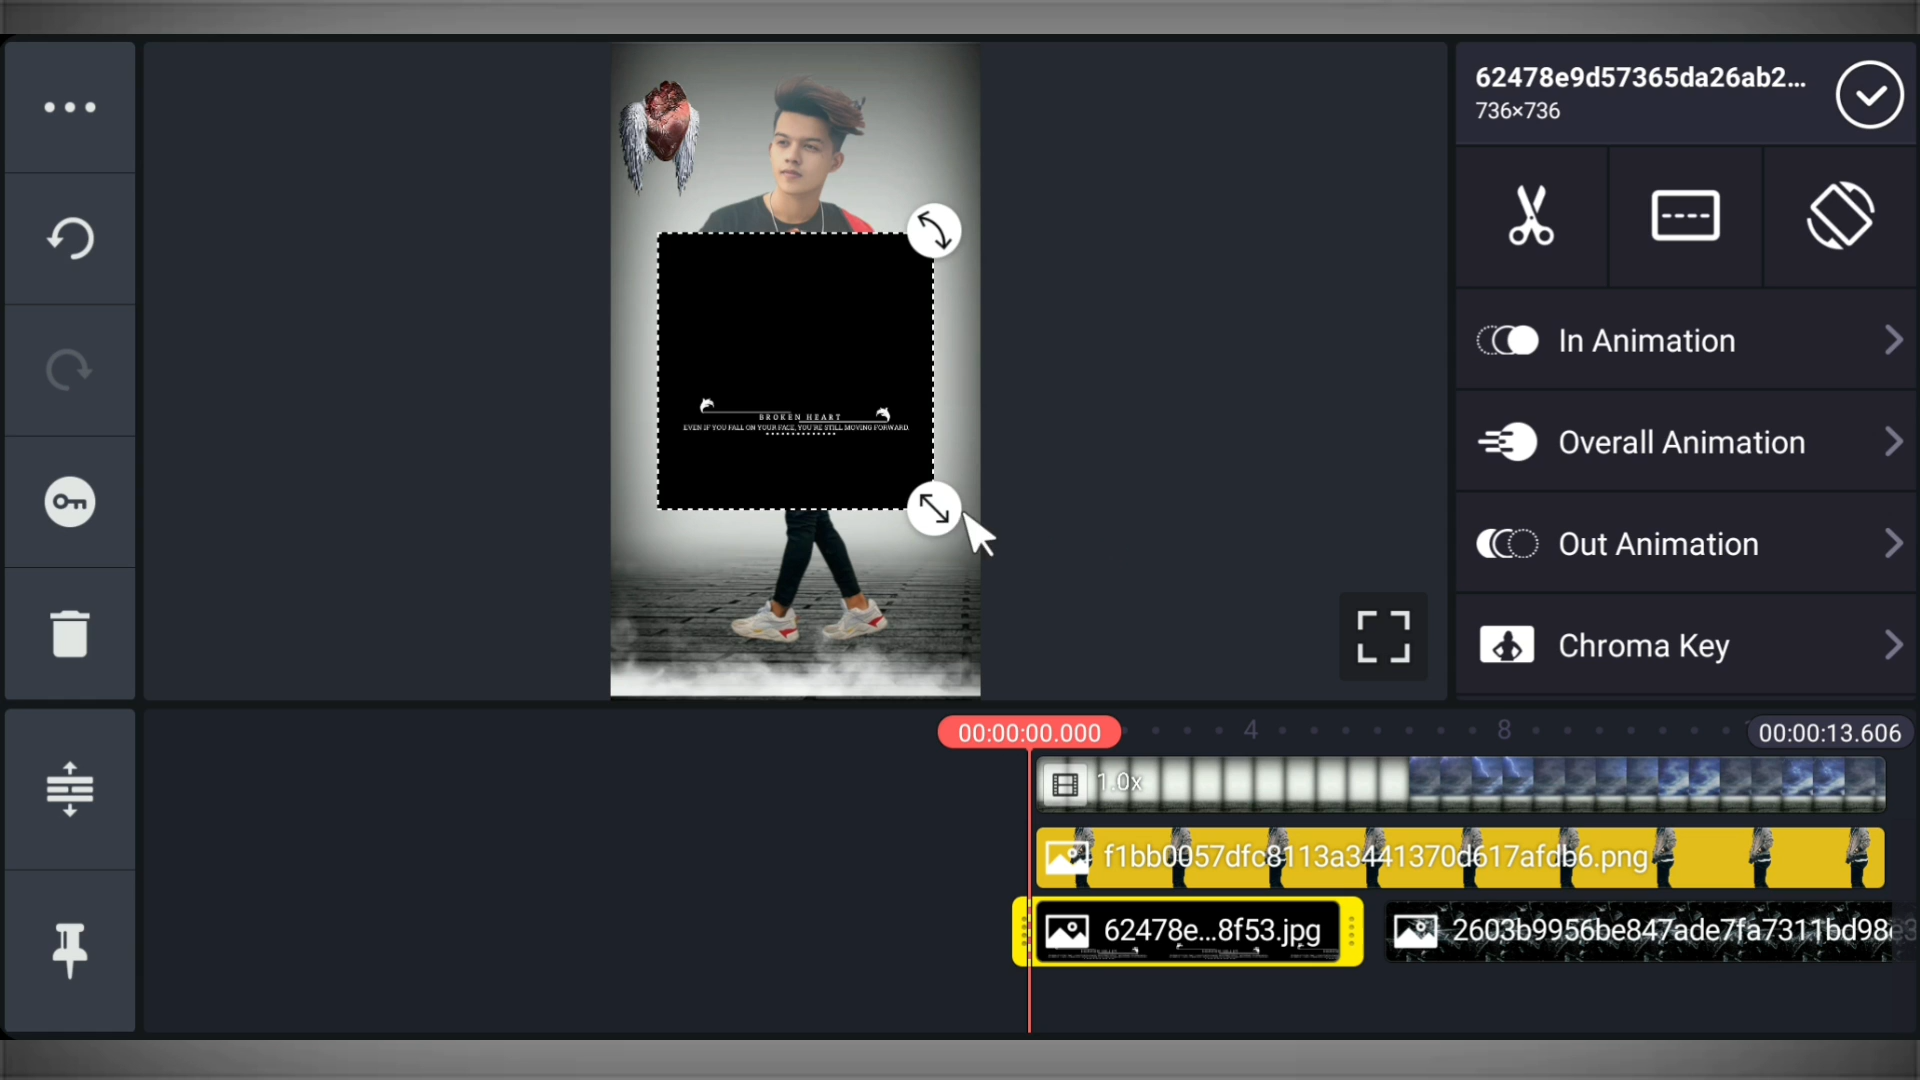 62478e9d57365da26ab2...
736×736
In Animation
Overall Animation
Out Animation
Chroma Key
BROKEN HEART
EVEN IF YOU FALL ON YOUR FACE, YOU'RE STILL MOVING FORWARD.
00:00:00.000
4
8
00:00:13.606
1.0x
f1bb0057dfc8113a3441370d617afdb6.png
62478e...8f53.jpg
2603b9956be847ade7fa7311bd98e3